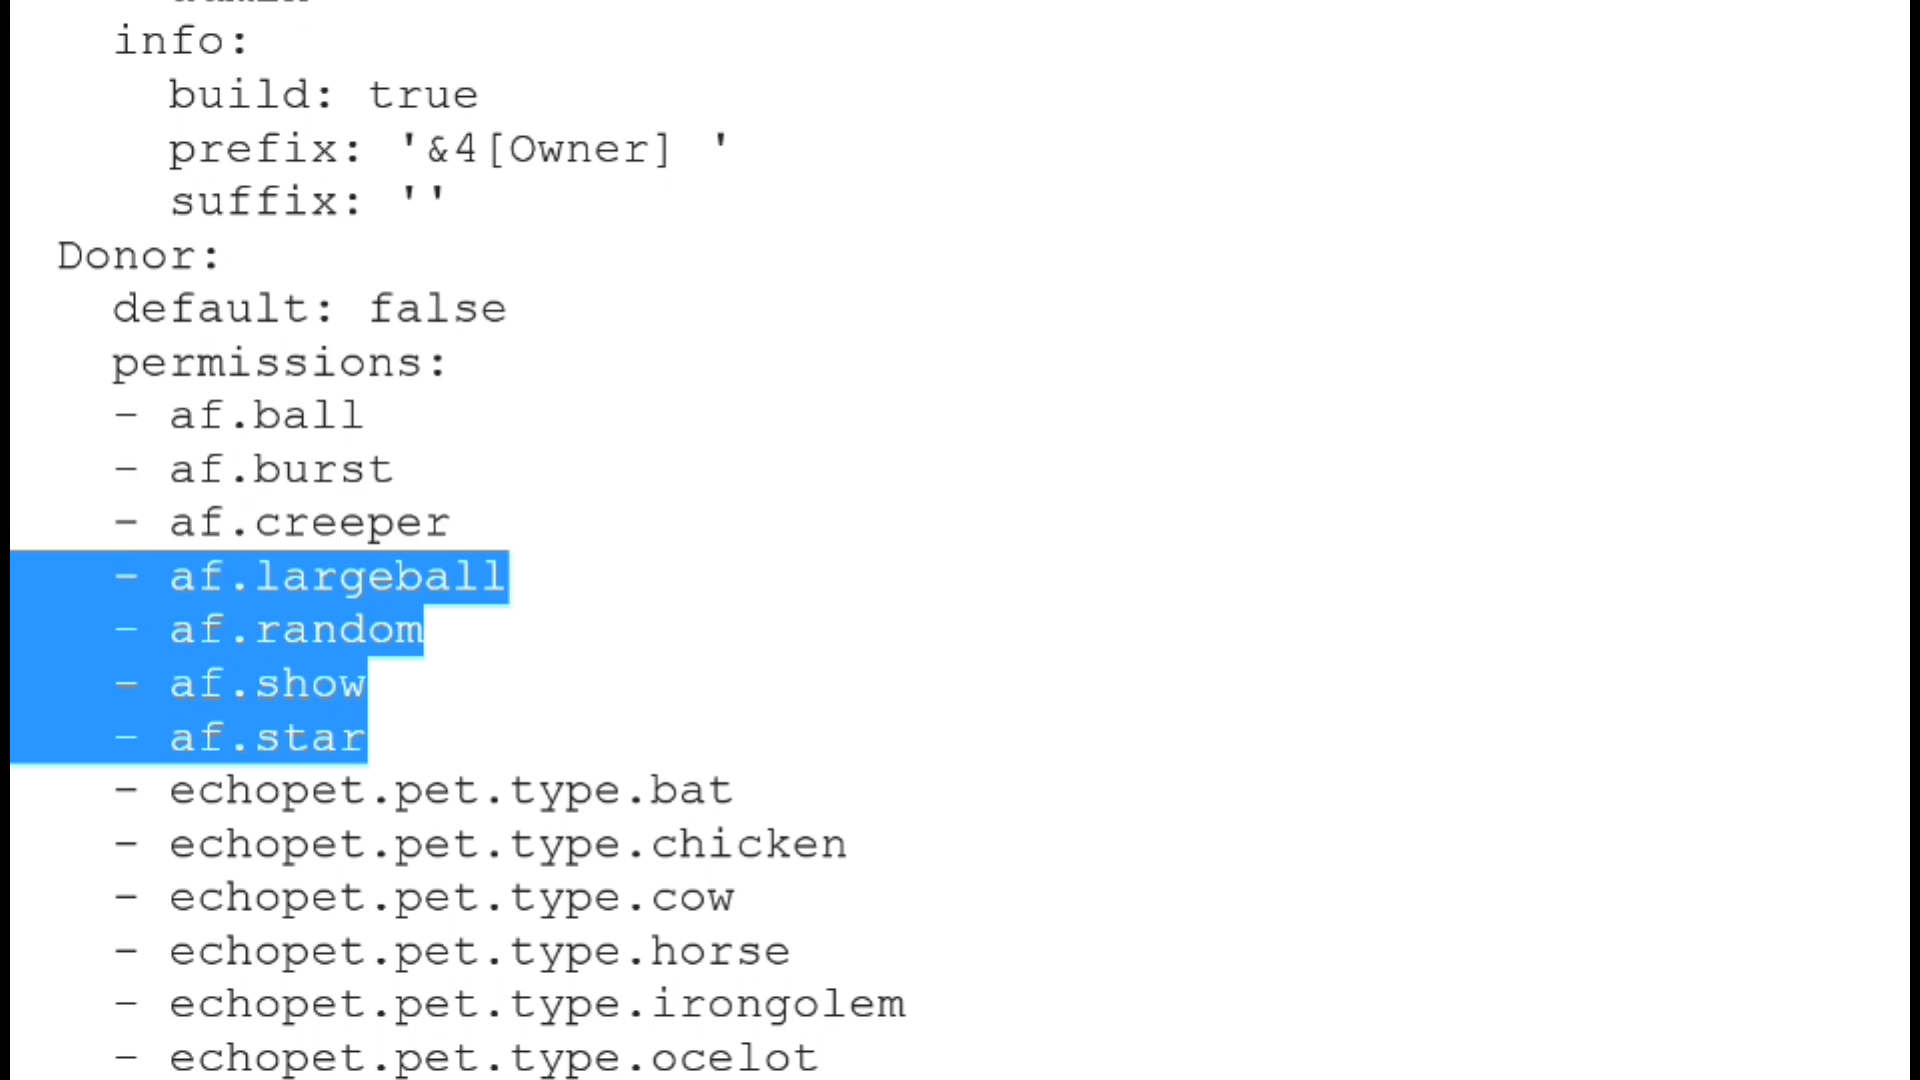 info:
build: true
prefix: '&4[Owner] '
suffix: ''
Donor:
default: false
permissions:
- af.ball
- af.burst
- af.creeper
- af.largeball
- af.random
- af.show
- af.star
- echopet.pet.type.bat
- echopet.pet.type.chicken
- echopet.pet.type.cow
- echopet.pet.type.horse
- echopet.pet.type.irongolem
- echopet.pet.type.ocelot